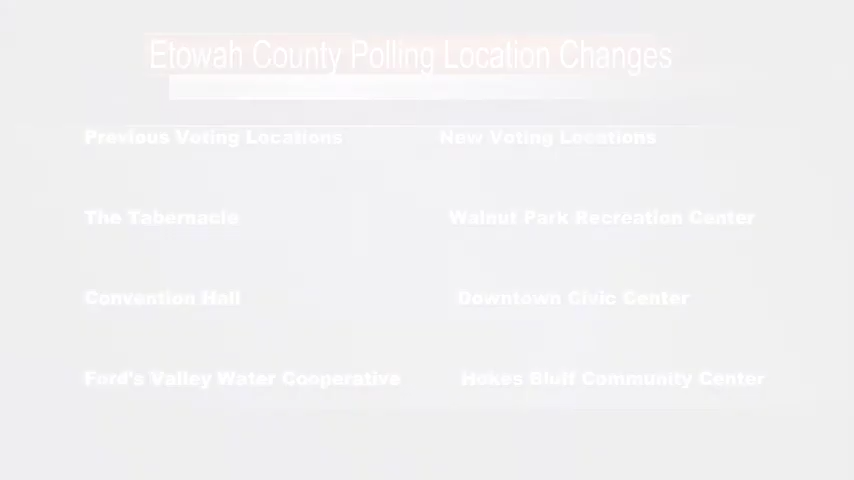 Etowah County Polling Location Changes
Previous Voting Locations New Voting Locations
The Tabernacle Walnut Park Recreation Center
Convention Hall Downtown Civic Center
Ford's Valley Water Cooperative Hokes Bluff Community Center